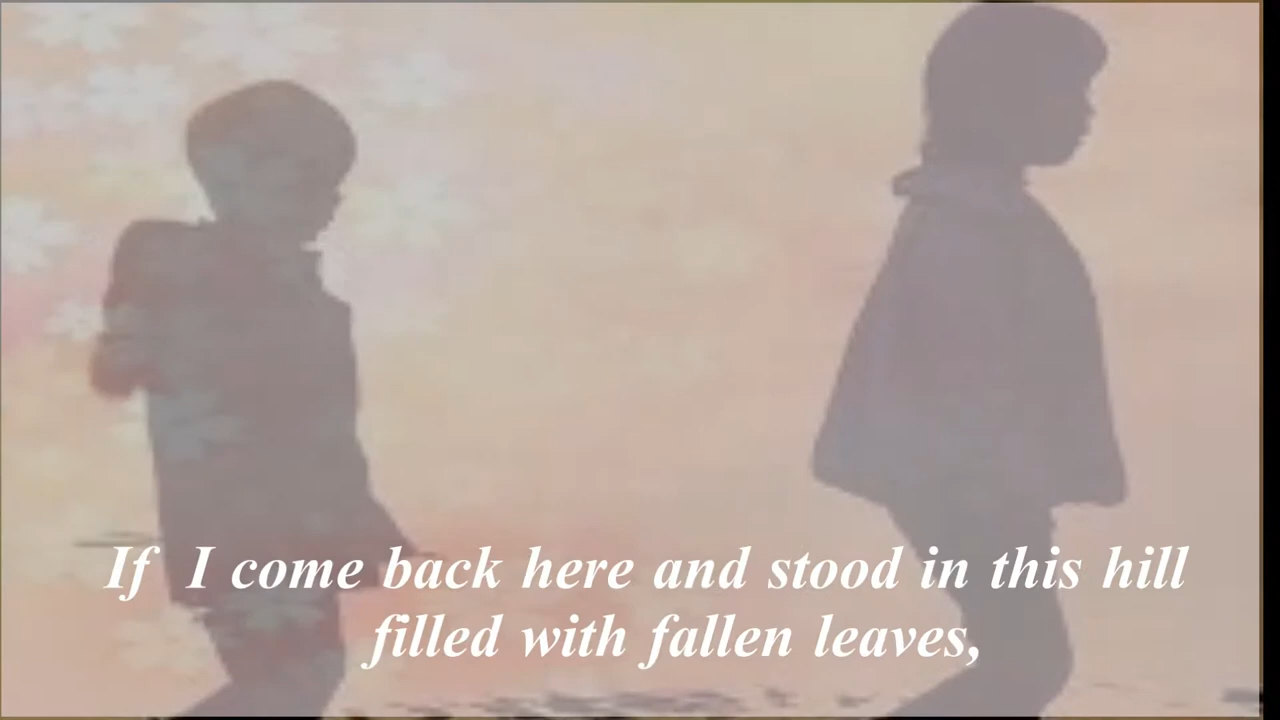 If I come back here and stood in this hill
filled with fallen leaves,